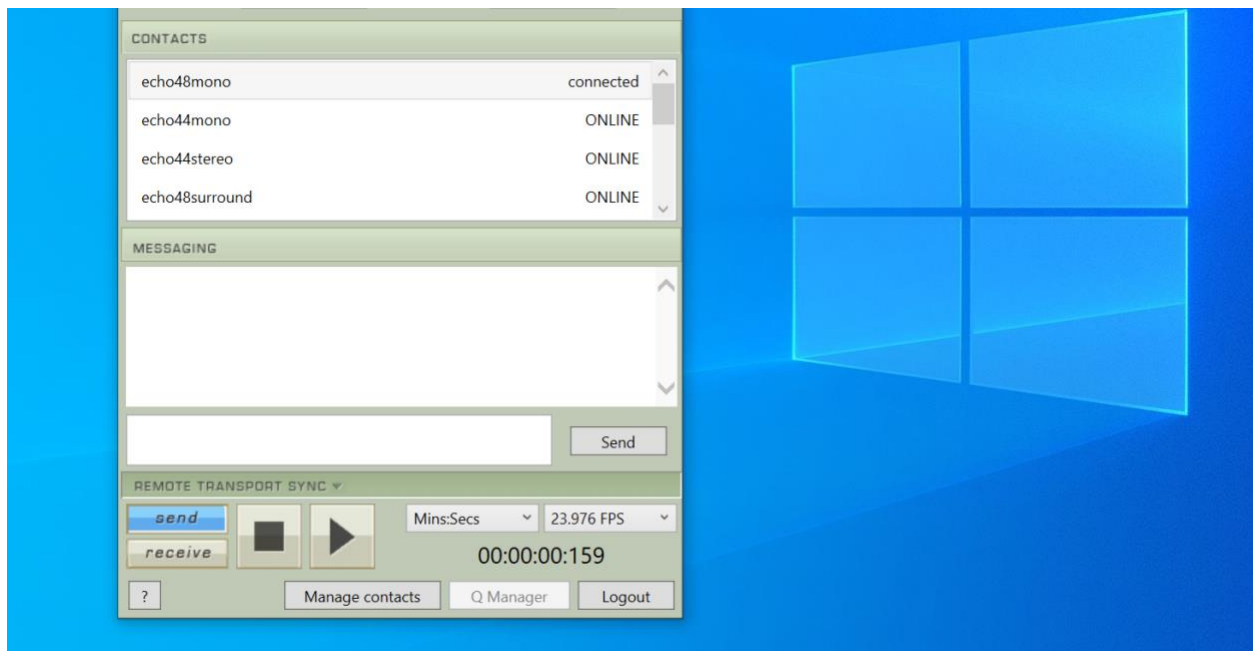 CONTACTS
echo48mono connected
echo44mono ONLINE
echo44stereo ONLINE
echo48surround ONLINE
MESSAGING
Send
REMOTE TRANSPORT SYNC
send
Mins:Secs 23.976 FPS
receive
00:00:00:159
? Manage contacts Q Manager Logout